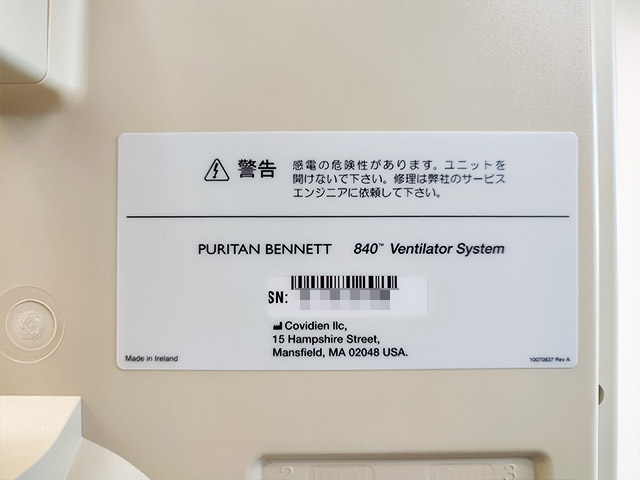 警告
感電の危険性があります。ユニットを
開けないで下さい。修理は弊社のサービス
エンジニアに依頼して下さい。
PURITAN BENNETT 840™ Ventilator System
SN:
Covidien llc,
15 Hampshire Street,
Mansfield, MA 02048 USA.
Made in Ireland
10070837 Rev A
2
3